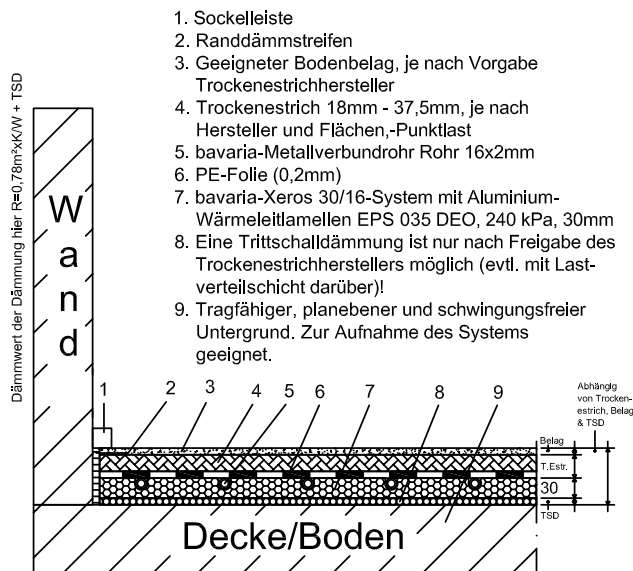 1. Sockelleiste
2. Randdämmstreifen
3. Geeigneter Bodenbelag, je nach Vorgabe
Trockenestrichhersteller
4. Trockenestrich 18mm - 37,5mm, je nach
Hersteller und Flächen,-Punktlast
5. bavaria-Metallverbundrohr Rohr 16x2mm
6. PE-Folie (0,2mm)
7. bavaria-Xeros 30/16-System mit Aluminium-
Wärmeleitlamellen EPS 035 DEO, 240 kPa, 30mm
8. Eine Trittschalldämmung ist nur nach Freigabe des
Trockenestrichherstellers möglich (evtl. mit Last-
verteilschicht darüber)!
9. Tragfähiger, planebener und schwingungsfreier
Untergrund. Zur Aufnahme des Systems
geeignet.
Dämmwert der Dämmung hier R=0,78m²xK/W + TSD
Wand
1 2 3 4 5 6 7 8 9
Abhänglg
von Trocken-
estrich, Belag
& TSD
Belag
T.Estr.
30
TSD
Decke/Boden